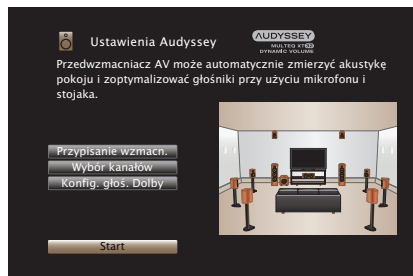 Ustawienia Audyssey
AUDYSSEY
MULTEQ XT32
DYNAMIC VOLUME
Przedwzmacniacz AV może automatycznie zmierzyć akustykę
pokoju i zoptymalizować głośniki przy użyciu mikrofonu i
stojaka.
Przypisanie wzmacn.
Wybór kanałów
Konfig. głoś. Dolby
Start